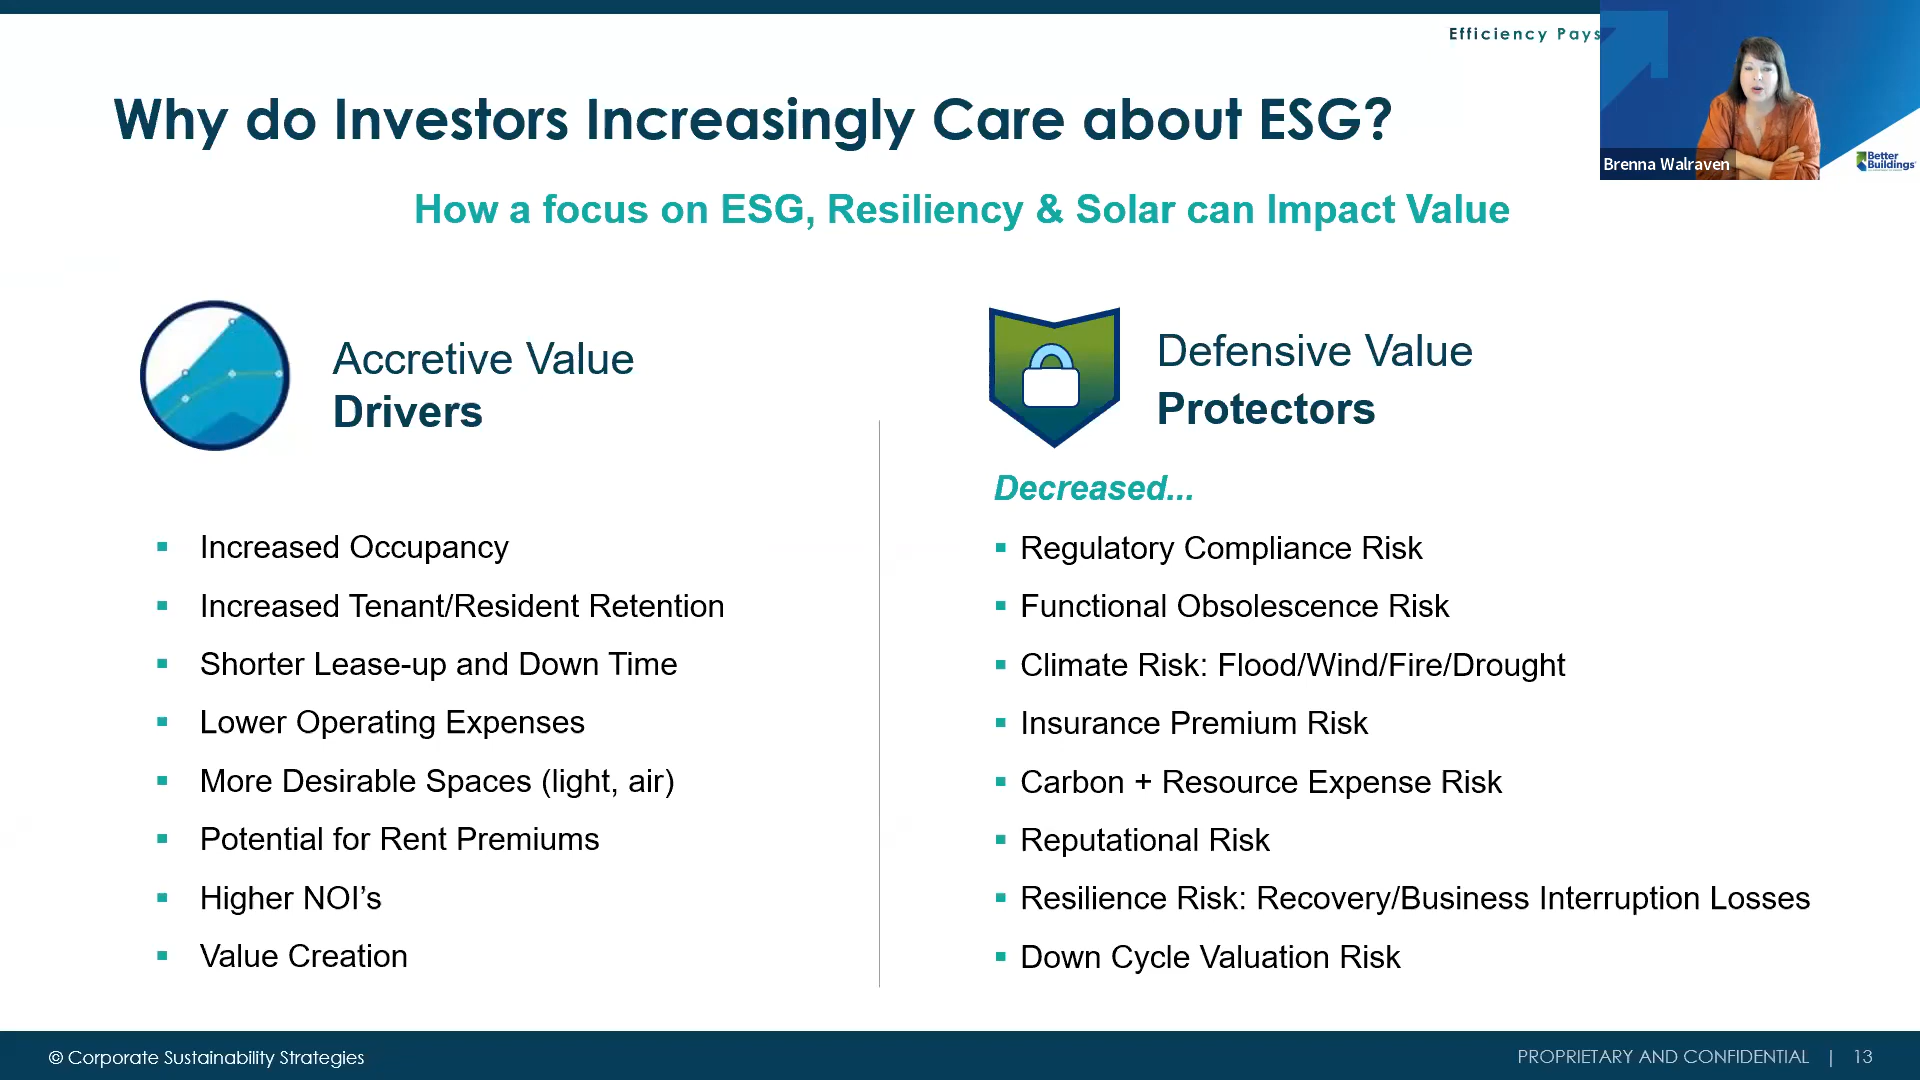 Efficiency Pays
Why do Investors Increasingly Care about ESG?
Brenna Walraven
Better
Buildings
How a focus on ESG, Resiliency & Solar can Impact Value
Accretive Value
Drivers
Increased Occupancy
Increased Tenant/Resident Retention
Shorter Lease-up and Down Time
Lower Operating Expenses
More Desirable Spaces (light, air)
Potential for Rent Premiums
Higher NOI’s
Value Creation
Defensive Value
Protectors
Decreased...
Regulatory Compliance Risk
Functional Obsolescence Risk
Climate Risk: Flood/Wind/Fire/Drought
Insurance Premium Risk
Carbon + Resource Expense Risk
Reputational Risk
Resilience Risk: Recovery/Business Interruption Losses
Down Cycle Valuation Risk
© Corporate Sustainability Strategies
PROPRIETARY AND CONFIDENTIAL | 13